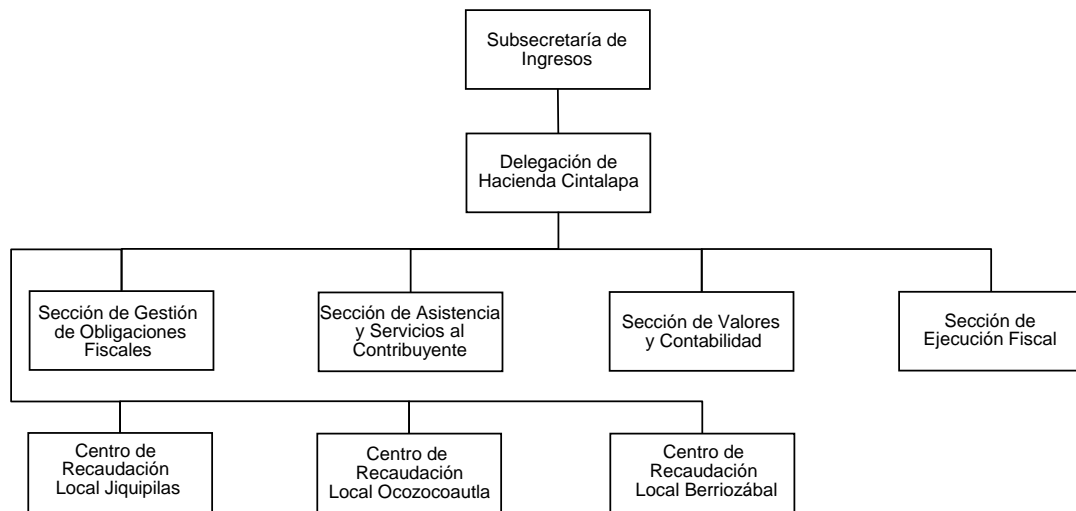 Subsecretaría de
Ingresos
Delegación de
Hacienda Cintalapa
Sección de Gestión
de Obligaciones
Fiscales
Sección de Asistencia
y Servicios al
Contribuyente
Sección de Valores
y Contabilidad
Sección de
Ejecución Fiscal
Centro de
Recaudación
Local Jiquipilas
Centro de
Recaudación
Local Ocozocoautla
Centro de
Recaudación
Local Berriozábal